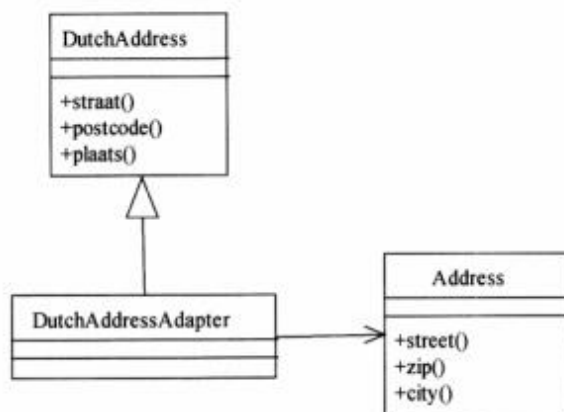 DutchAddress
+straat()
+postcode()
+plaats()
DutchAddressAdapter
Address
+street()
+zip()
+city()